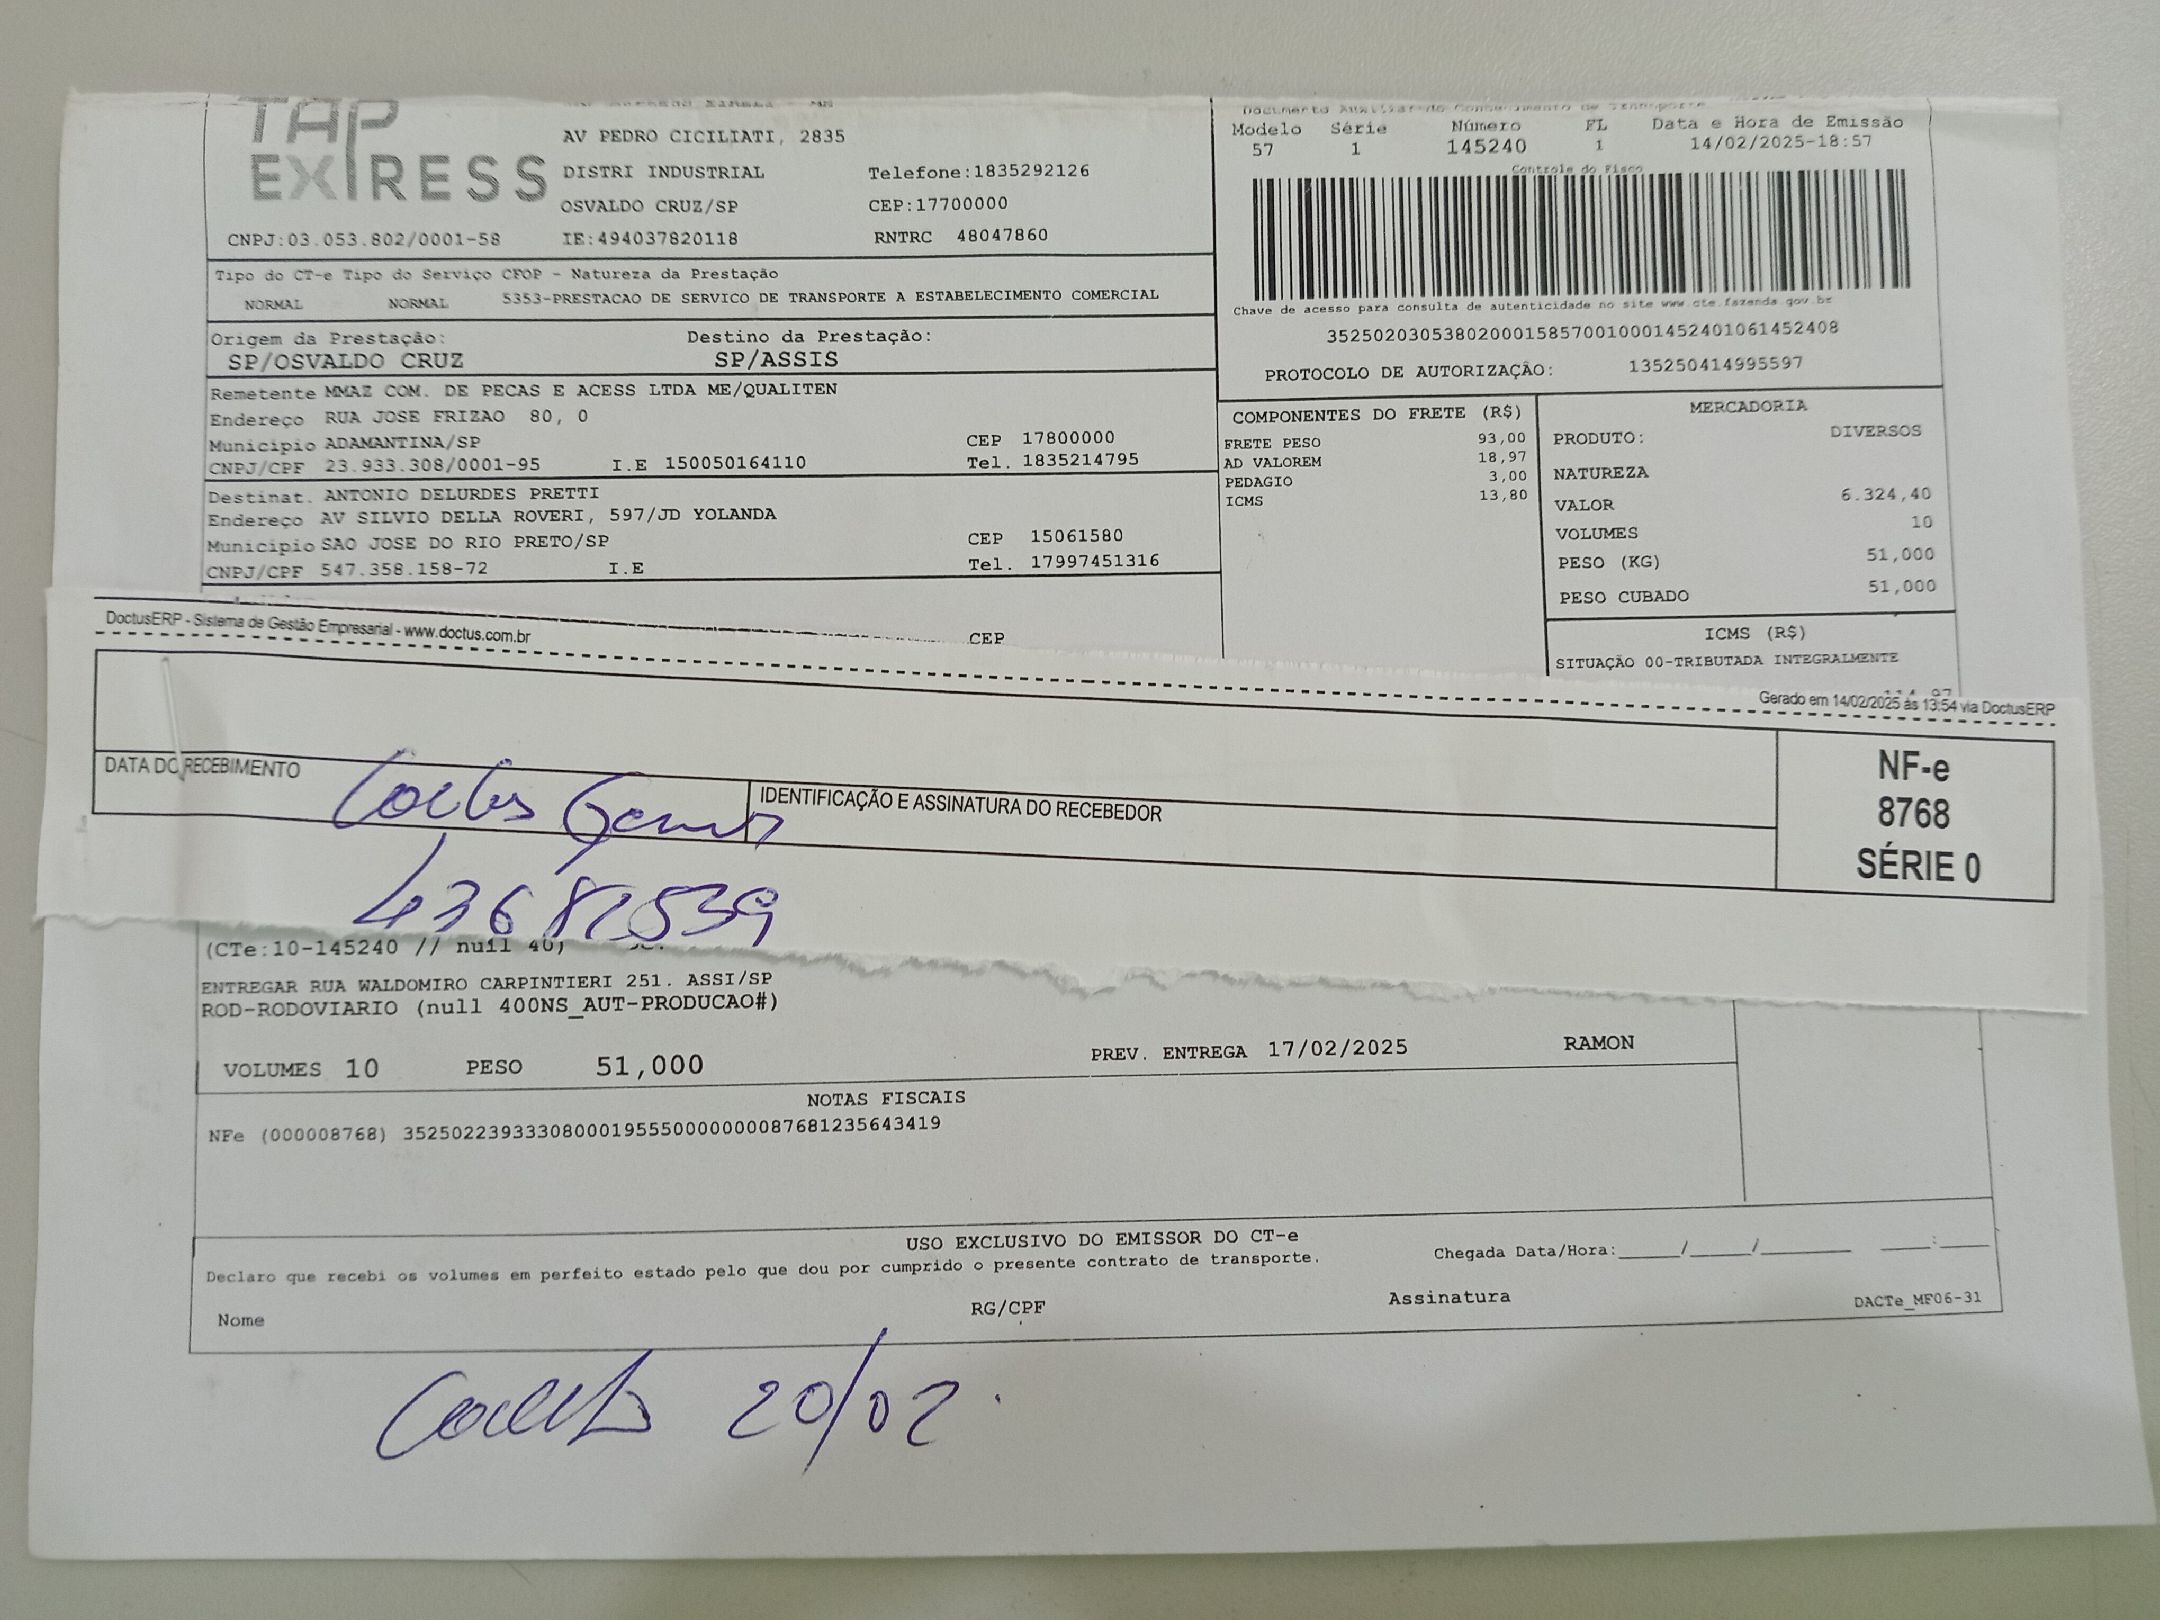 TAP
EXPRESS
AV PEDRO CICILIATI, 2835
DISTRI INDUSTRIAL Telefone:1835292126
OSVALDO CRUZ/SP CEP:17700000
CNPJ:03.053.802/0001-58 IE:494037820118 RNTRC 48047860
Documento Auxiliar do Conhecimento de Transporte
Modelo Série Número FL Data e Hora de Emissão
57 1 145240 1 14/02/2025-18:57
Controle do Fisco
Chave de acesso para consulta de autenticidade no site www.cte.fazenda.gov.br
35250203053802000158570010001452401061452408
PROTOCOLO DE AUTORIZAÇÃO: 135250414995597
Tipo do CT-e Tipo do Serviço CFOP - Natureza da Prestação
NORMAL NORMAL 5353-PRESTACAO DE SERVICO DE TRANSPORTE A ESTABELECIMENTO COMERCIAL
Origem da Prestação: Destino da Prestação:
SP/OSVALDO CRUZ SP/ASSIS
Remetente MMAZ COM. DE PECAS E ACESS LTDA ME/QUALITEN
Endereço RUA JOSE FRIZAO 80, 0
Municipio ADAMANTINA/SP CEP 17800000
CNPJ/CPF 23.933.308/0001-95 I.E 150050164110 Tel. 1835214795
Destinat. ANTONIO DELURDES PRETTI
Endereço AV SILVIO DELLA ROVERI, 597/JD YOLANDA
Municipio SAO JOSE DO RIO PRETO/SP CEP 15061580
CNPJ/CPF 547.358.158-72 I.E Tel. 17997451316
CEP
COMPONENTES DO FRETE (R$)
FRETE PESO 93,00
AD VALOREM 18,97
PEDAGIO 3,00
ICMS 13,80
MERCADORIA
PRODUTO: DIVERSOS
NATUREZA
VALOR 6.324,40
VOLUMES 10
PESO (KG) 51,000
PESO CUBADO 51,000
ICMS (R$)
SITUAÇÃO 00-TRIBUTADA INTEGRALMENTE
DoctusERP - Sistema de Gestão Empresarial - www.doctus.com.br
Gerado em 14/02/2025 às 13:54 via DoctusERP
DATA DO RECEBIMENTO
IDENTIFICAÇÃO E ASSINATURA DO RECEBEDOR
NF-e
8768
SÉRIE 0
43682539
(CTe:10-145240 // null 40)
ENTREGAR RUA WALDOMIRO CARPINTIERI 251. ASSI/SP
ROD-RODOVIARIO (null 400NS_AUT-PRODUCAO#)
VOLUMES 10 PESO 51,000 PREV. ENTREGA 17/02/2025 RAMON
NOTAS FISCAIS
NFe (000008768) 35250223933308000195550000000087681235643419
USO EXCLUSIVO DO EMISSOR DO CT-e
Declaro que recebi os volumes em perfeito estado pelo que dou por cumprido o presente contrato de transporte. Chegada Data/Hora:_____/_____/________ ____:____
Nome RG/CPF Assinatura DACTe_MF06-31
20/02